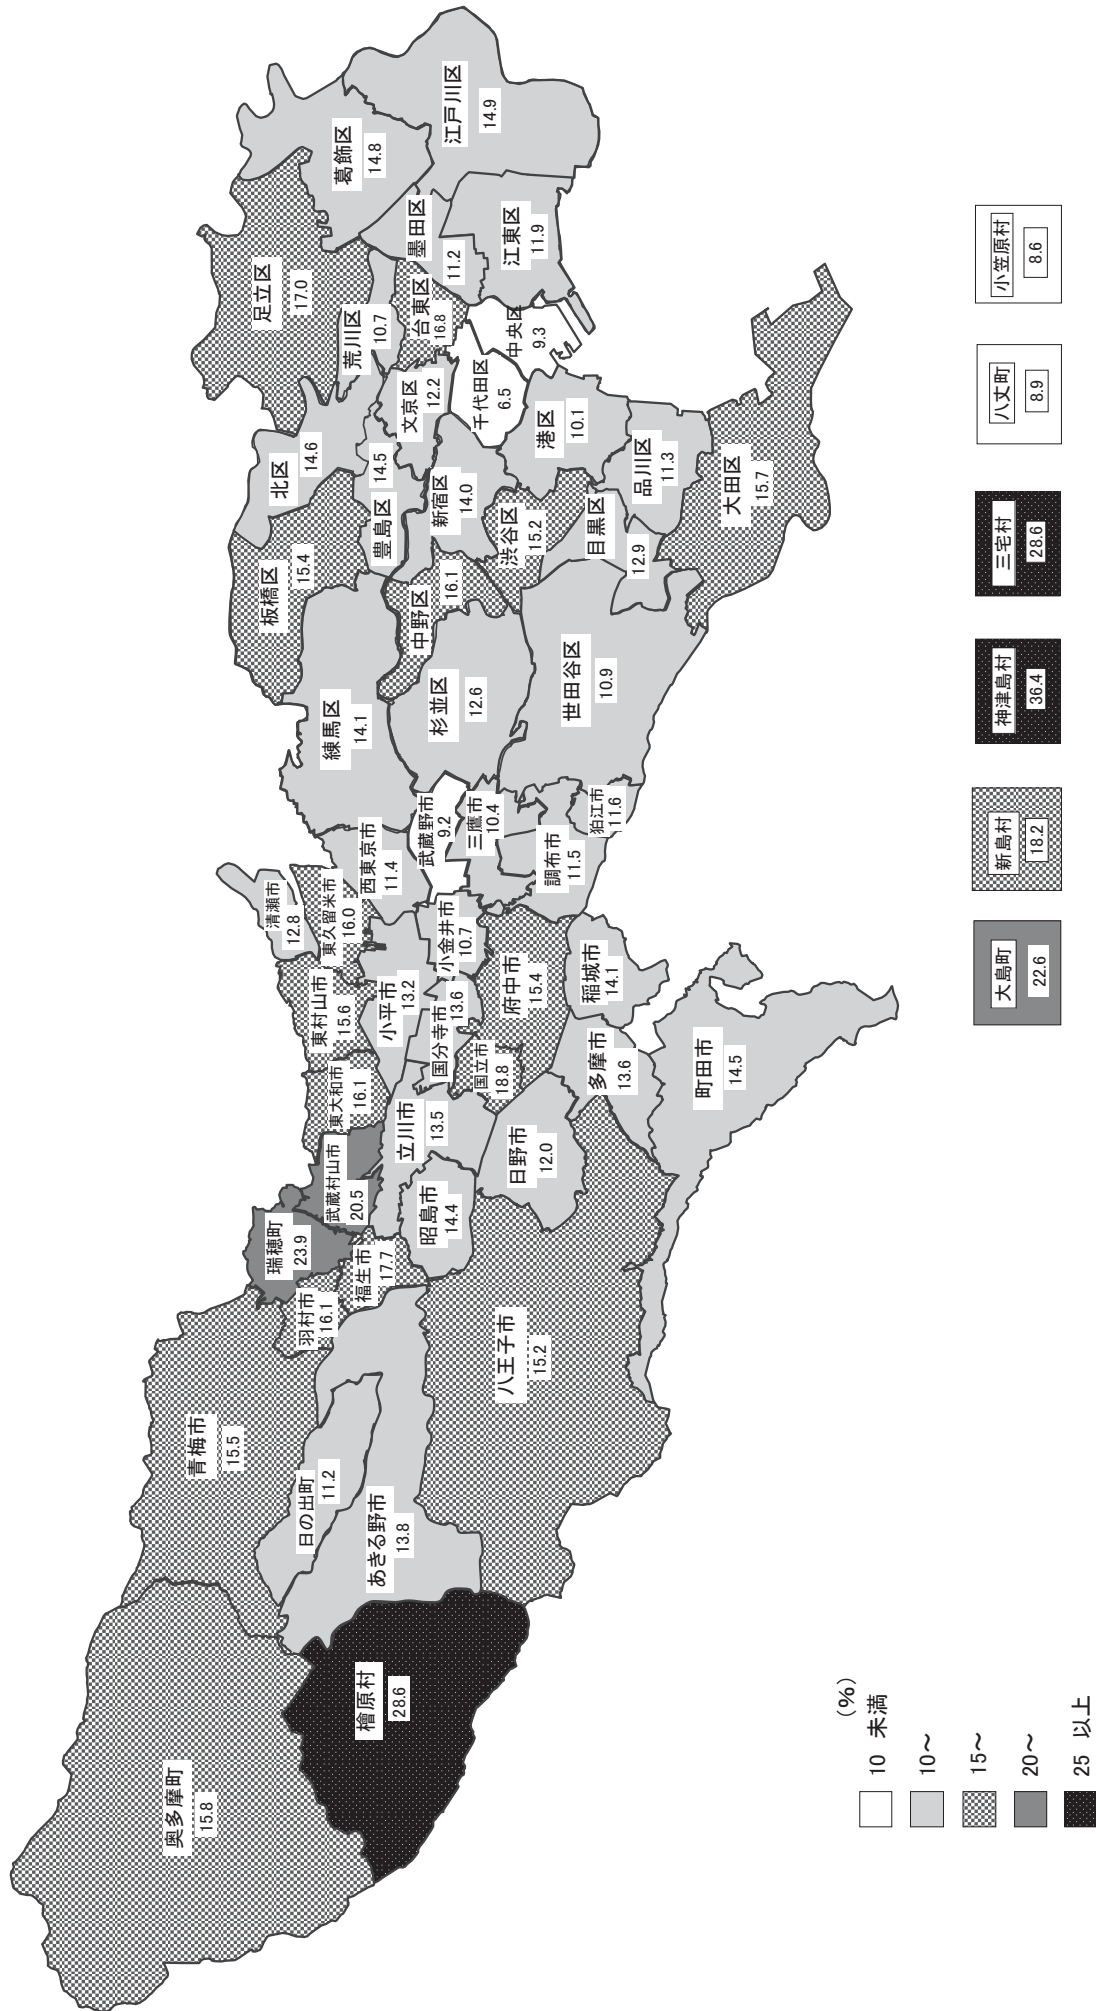 奥多摩町
15.8
檜原村
28.6
青梅市
15.5
日の出町
11.2
あきる野市
13.8
八王子市
15.2
瑞穂町
23.9
羽村市
16.1
福生市
17.7
武蔵村山市
20.5
昭島市
14.4
東大和市
16.1
立川市
13.5
日野市
12.0
東村山市
15.6
小平市
13.2
国分寺市
13.6
国立市
18.8
府中市
15.4
多摩市
13.6
稲城市
14.1
町田市
14.5
清瀬市
12.8
東久留米市
16.0
西東京市
11.4
小金井市
10.7
武蔵野市
9.2
三鷹市
10.4
調布市
11.5
狛江市
11.6
練馬区
14.1
杉並区
12.6
世田谷区
10.9
板橋区
15.4
中野区
16.1
豊島区
14.5
新宿区
14.0
渋谷区
15.2
目黒区
12.9
北区
14.6
文京区
12.2
千代田区
6.5
港区
10.1
品川区
11.3
大田区
15.7
足立区
17.0
荒川区
10.7
台東区
16.8
中央区
9.3
墨田区
11.2
江東区
11.9
葛飾区
14.8
江戸川区
14.9
(%)
10 未満
10～
15～
20～
25 以上
大島町
22.6
新島村
18.2
神津島村
36.4
三宅村
28.6
八丈町
8.9
小笠原村
8.6